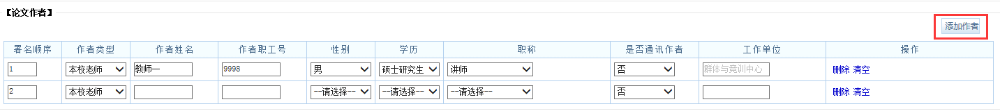 【论文作者】
添加作者
署名顺序 作者类型 作者姓名 作者职工号 性别 学历 职称 是否通讯作者 工作单位 操作
1 本校老师 教师一 9998 男 硕士研究生 讲师 否 群体与竞训中心 删除 清空
2 本校老师 --请选择-- --请选择-- --请选择-- 否 删除 清空